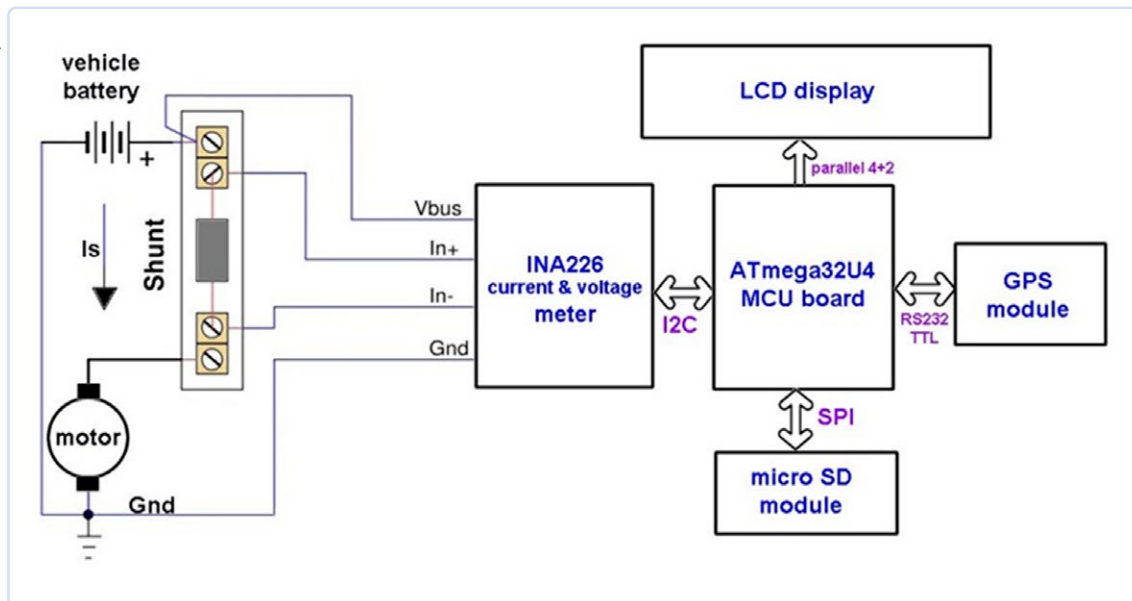 vehicle
battery
+
Is
Shunt
motor
Gnd
Vbus
In+
In-
Gnd
INA226
current & voltage
meter
I2C
LCD display
parallel 4+2
ATmega32U4
MCU board
RS232
TTL
GPS
module
SPI
micro SD
module